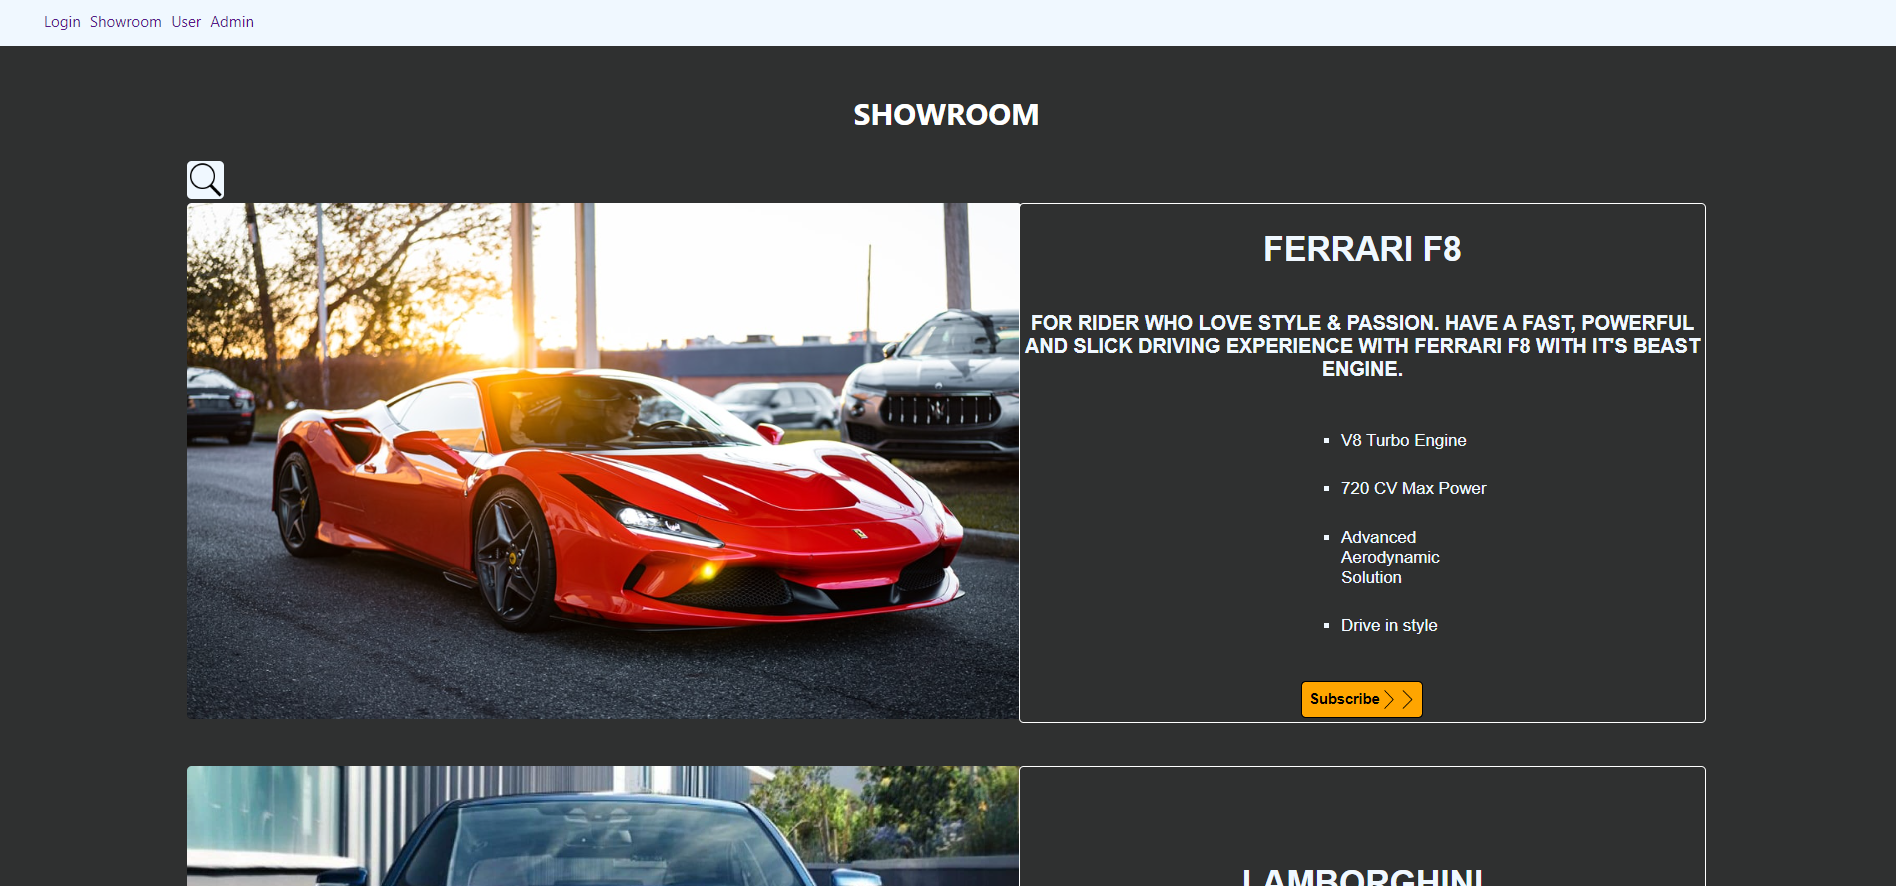 Login Showroom User Admin
SHOWROOM
FERRARI F8
FOR RIDER WHO LOVE STYLE & PASSION. HAVE A FAST, POWERFUL
AND SLICK DRIVING EXPERIENCE WITH FERRARI F8 WITH IT'S BEAST
ENGINE.
V8 Turbo Engine
720 CV Max Power
Advanced
Aerodynamic
Solution
Drive in style
Subscribe
LAMBORGHINI